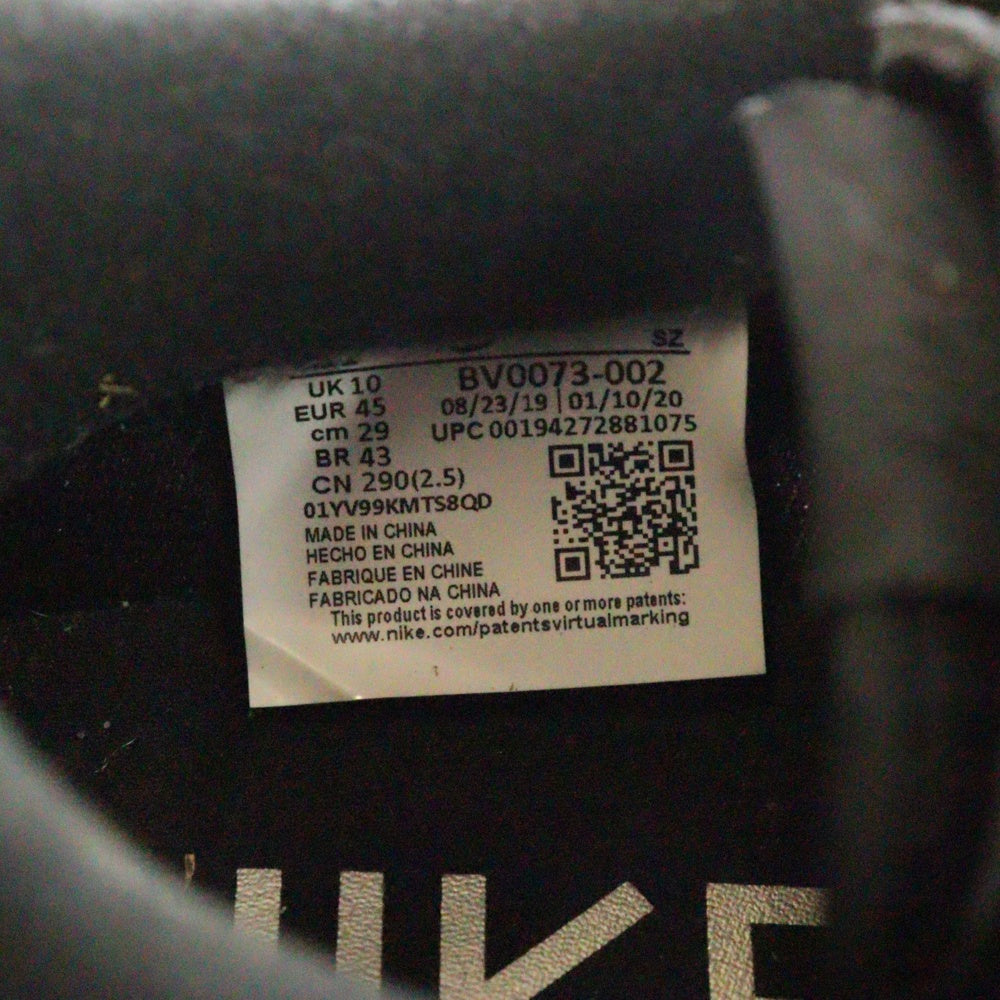 SZ
UK 10
BV0073-002
EUR 45
08/23/19 | 01/10/20
cm 29
UPC 00194272881075
BR 43
CN 290(2.5)
01YV99KMTS8QD
MADE IN CHINA
HECHO EN CHINA
FABRIQUE EN CHINE
FABRICADO NA CHINA
This product is covered by one or more patents:
www.nike.com/patentsvirtualmarking
NIKE